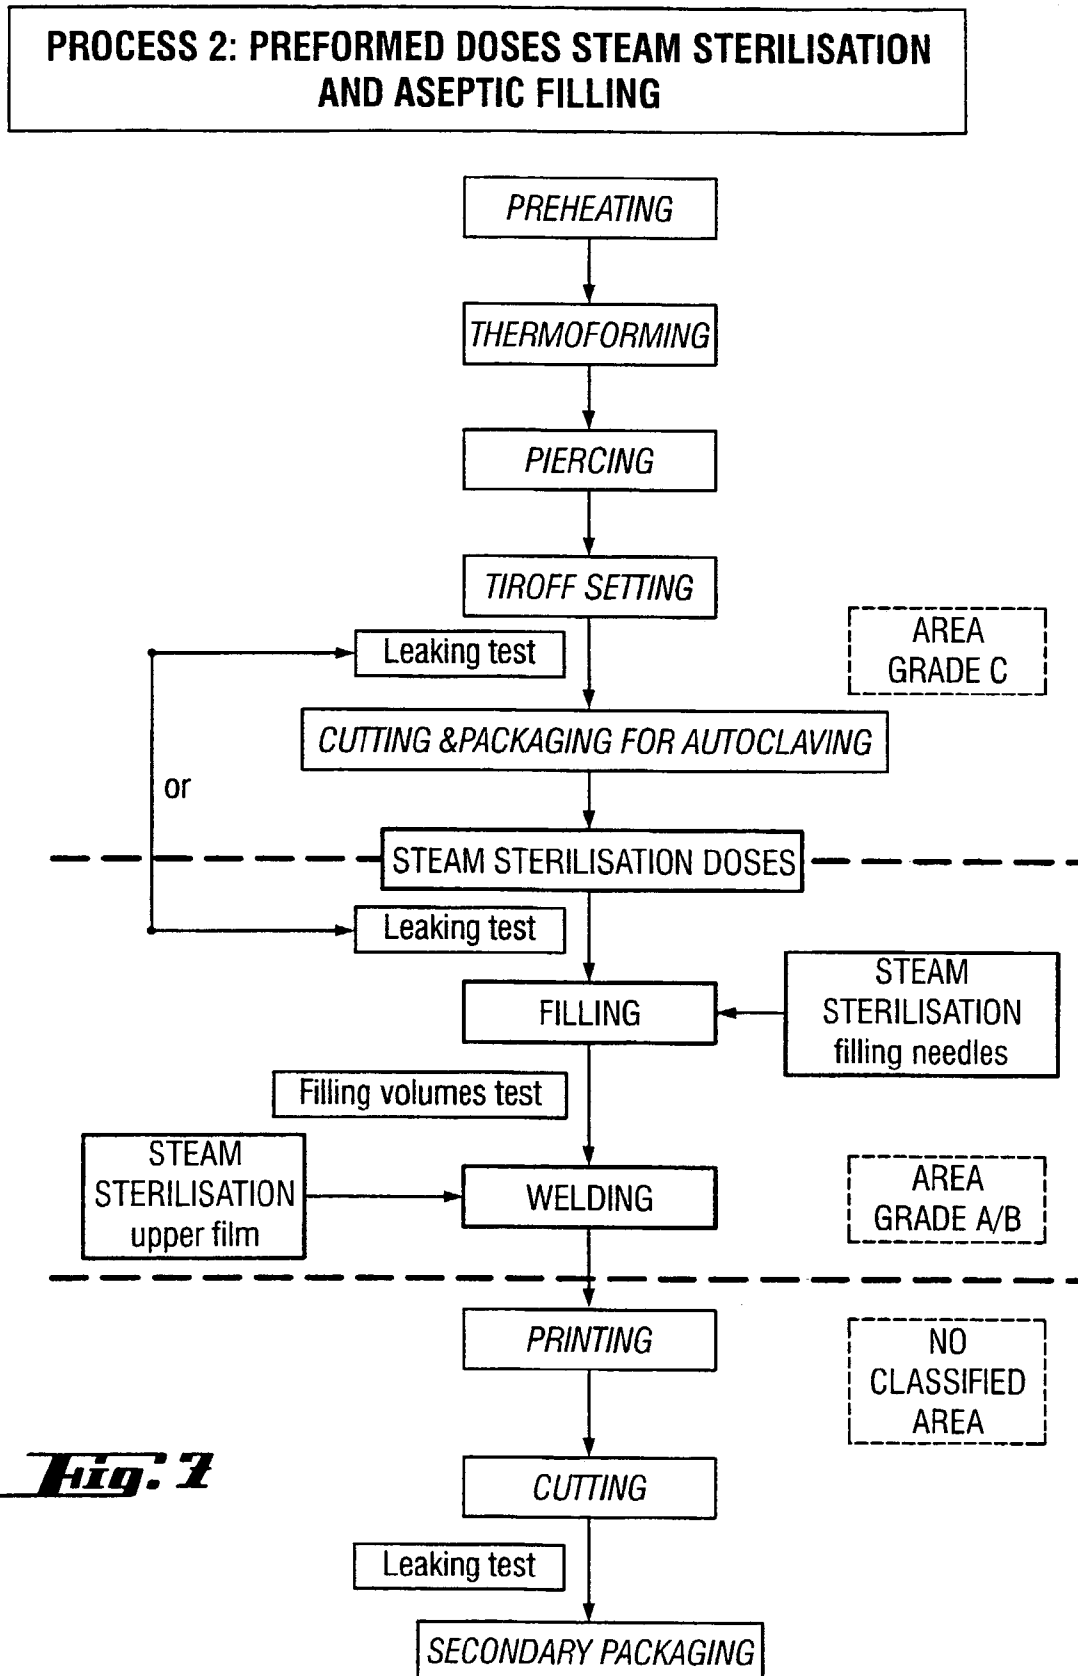 PROCESS 2: PREFORMED DOSES STEAM STERILISATION
AND ASEPTIC FILLING
PREHEATING
THERMOFORMING
PIERCING
TIROFF SETTING
Leaking test
AREA
GRADE C
CUTTING &PACKAGING FOR AUTOCLAVING
or
STEAM STERILISATION DOSES
Leaking test
FILLING
STEAM
STERILISATION
filling needles
Filling volumes test
STEAM
STERILISATION
upper film
WELDING
AREA
GRADE A/B
PRINTING
NO
CLASSIFIED
AREA
Fig. 7
CUTTING
Leaking test
SECONDARY PACKAGING